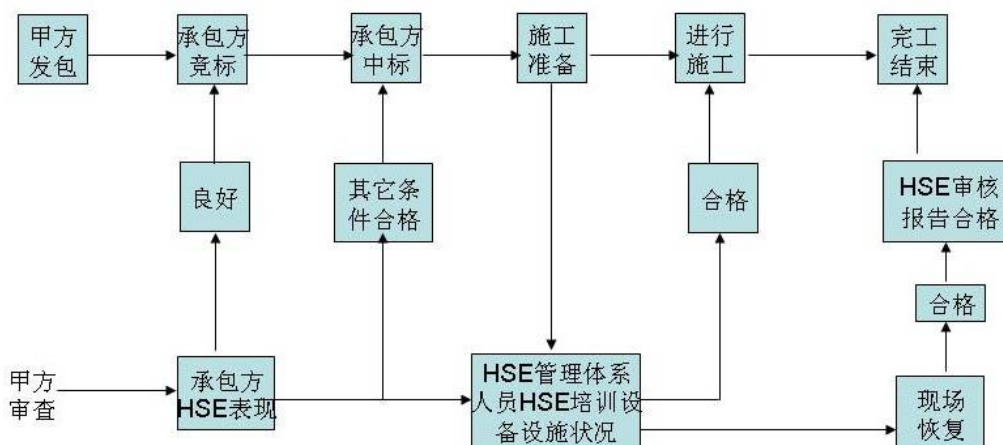 甲方
发包
承包方
竞标
承包方
中标
施工
准备
进行
施工
完工
结束
良好
其它条
件合格
合格
HSE审核
报告合格
合格
甲方
审查
承包方
HSE表现
HSE管理体系
人员HSE培训设
备设施状况
现场
恢复